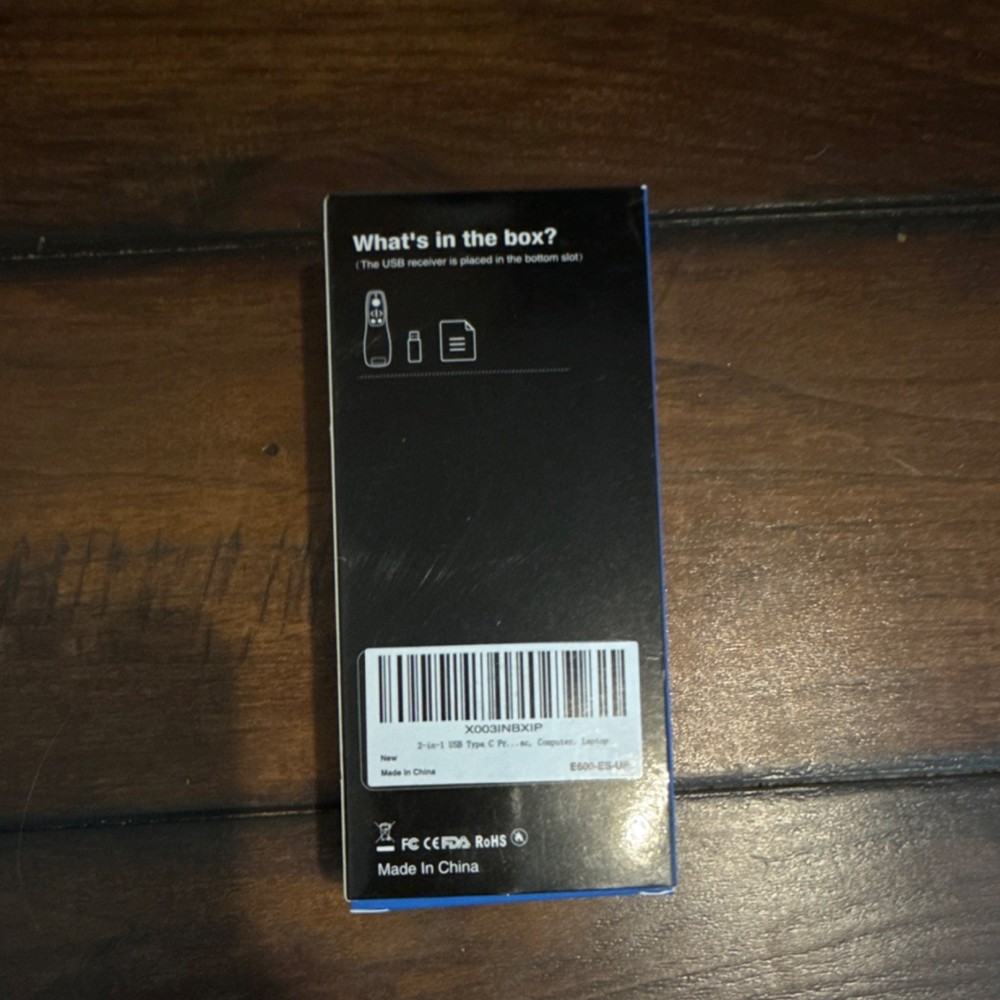 What's in the box?
(The USB receiver is placed in the bottom slot)
X003INBXIP
2-in-1 USB Type C Pr...ac, Computer, Laptop
New
Made In China
E600-ES-UP
FC CE FDA RoHS
Made In China